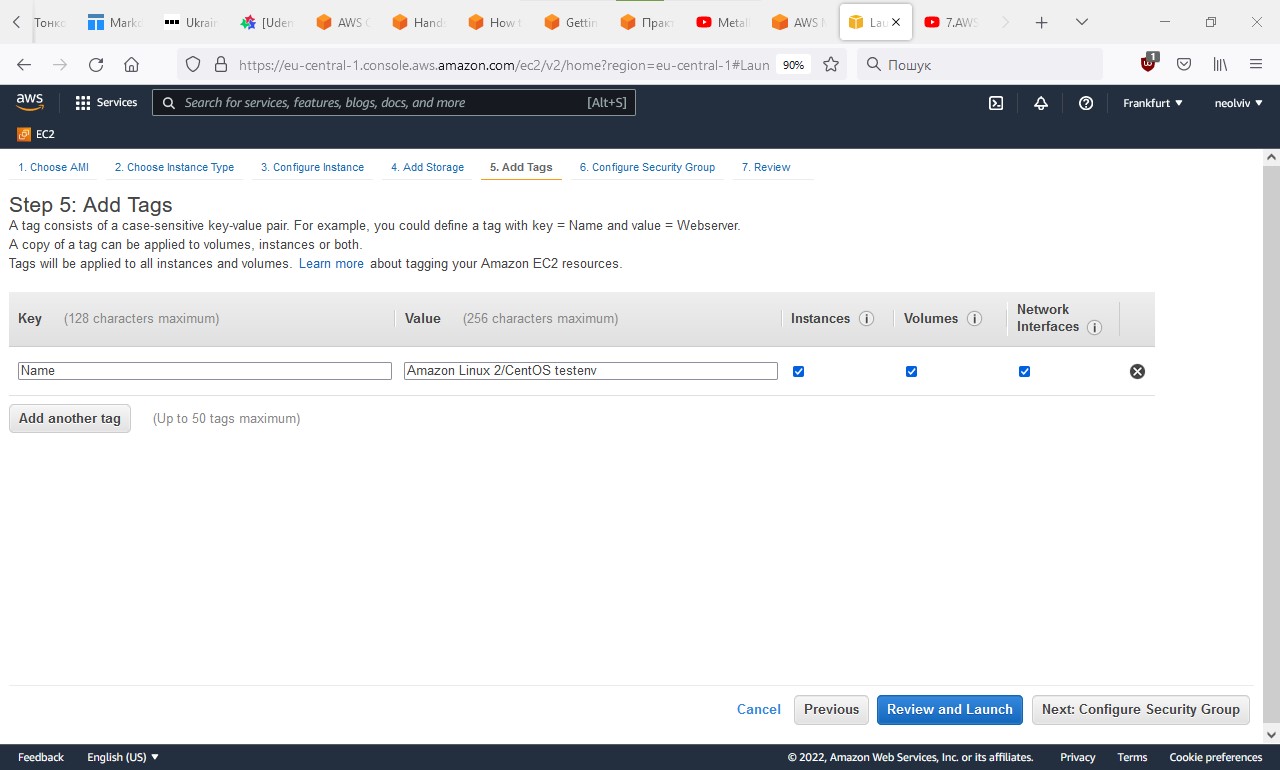 Тонко
Marko
Ukrain
[Uden
AWS C
Hands
How t
Gettin
Практ
Metall
AWS M
Lau
7.AWS
https://eu-central-1.console.aws.amazon.com/ec2/v2/home?region=eu-central-1#Laun
90%
Пошук
1
aws
Services
Search for services, features, blogs, docs, and more
[Alt+S]
Frankfurt
neolviv
EC2
1. Choose AMI
2. Choose Instance Type
3. Configure Instance
4. Add Storage
5. Add Tags
6. Configure Security Group
7. Review
Step 5: Add Tags
A tag consists of a case-sensitive key-value pair. For example, you could define a tag with key = Name and value = Webserver.
A copy of a tag can be applied to volumes, instances or both.
Tags will be applied to all instances and volumes. Learn more about tagging your Amazon EC2 resources.
Key (128 characters maximum)
Value (256 characters maximum)
Instances
Volumes
Network
Interfaces
Name
Amazon Linux 2/CentOS testenv
Add another tag
(Up to 50 tags maximum)
Cancel
Previous
Review and Launch
Next: Configure Security Group
Feedback
English (US)
© 2022, Amazon Web Services, Inc. or its affiliates.
Privacy
Terms
Cookie preferences